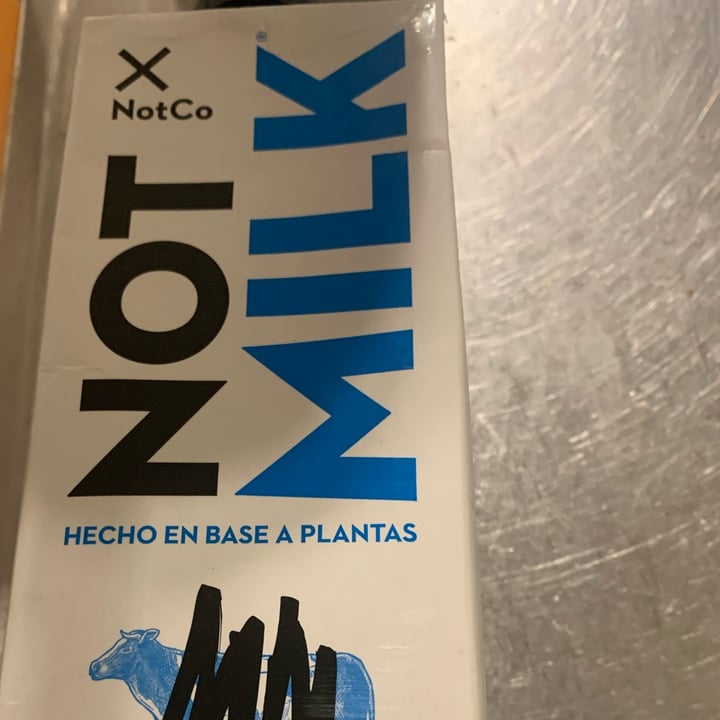 NotCo
NOT
MILK®
HECHO EN BASE A PLANTAS